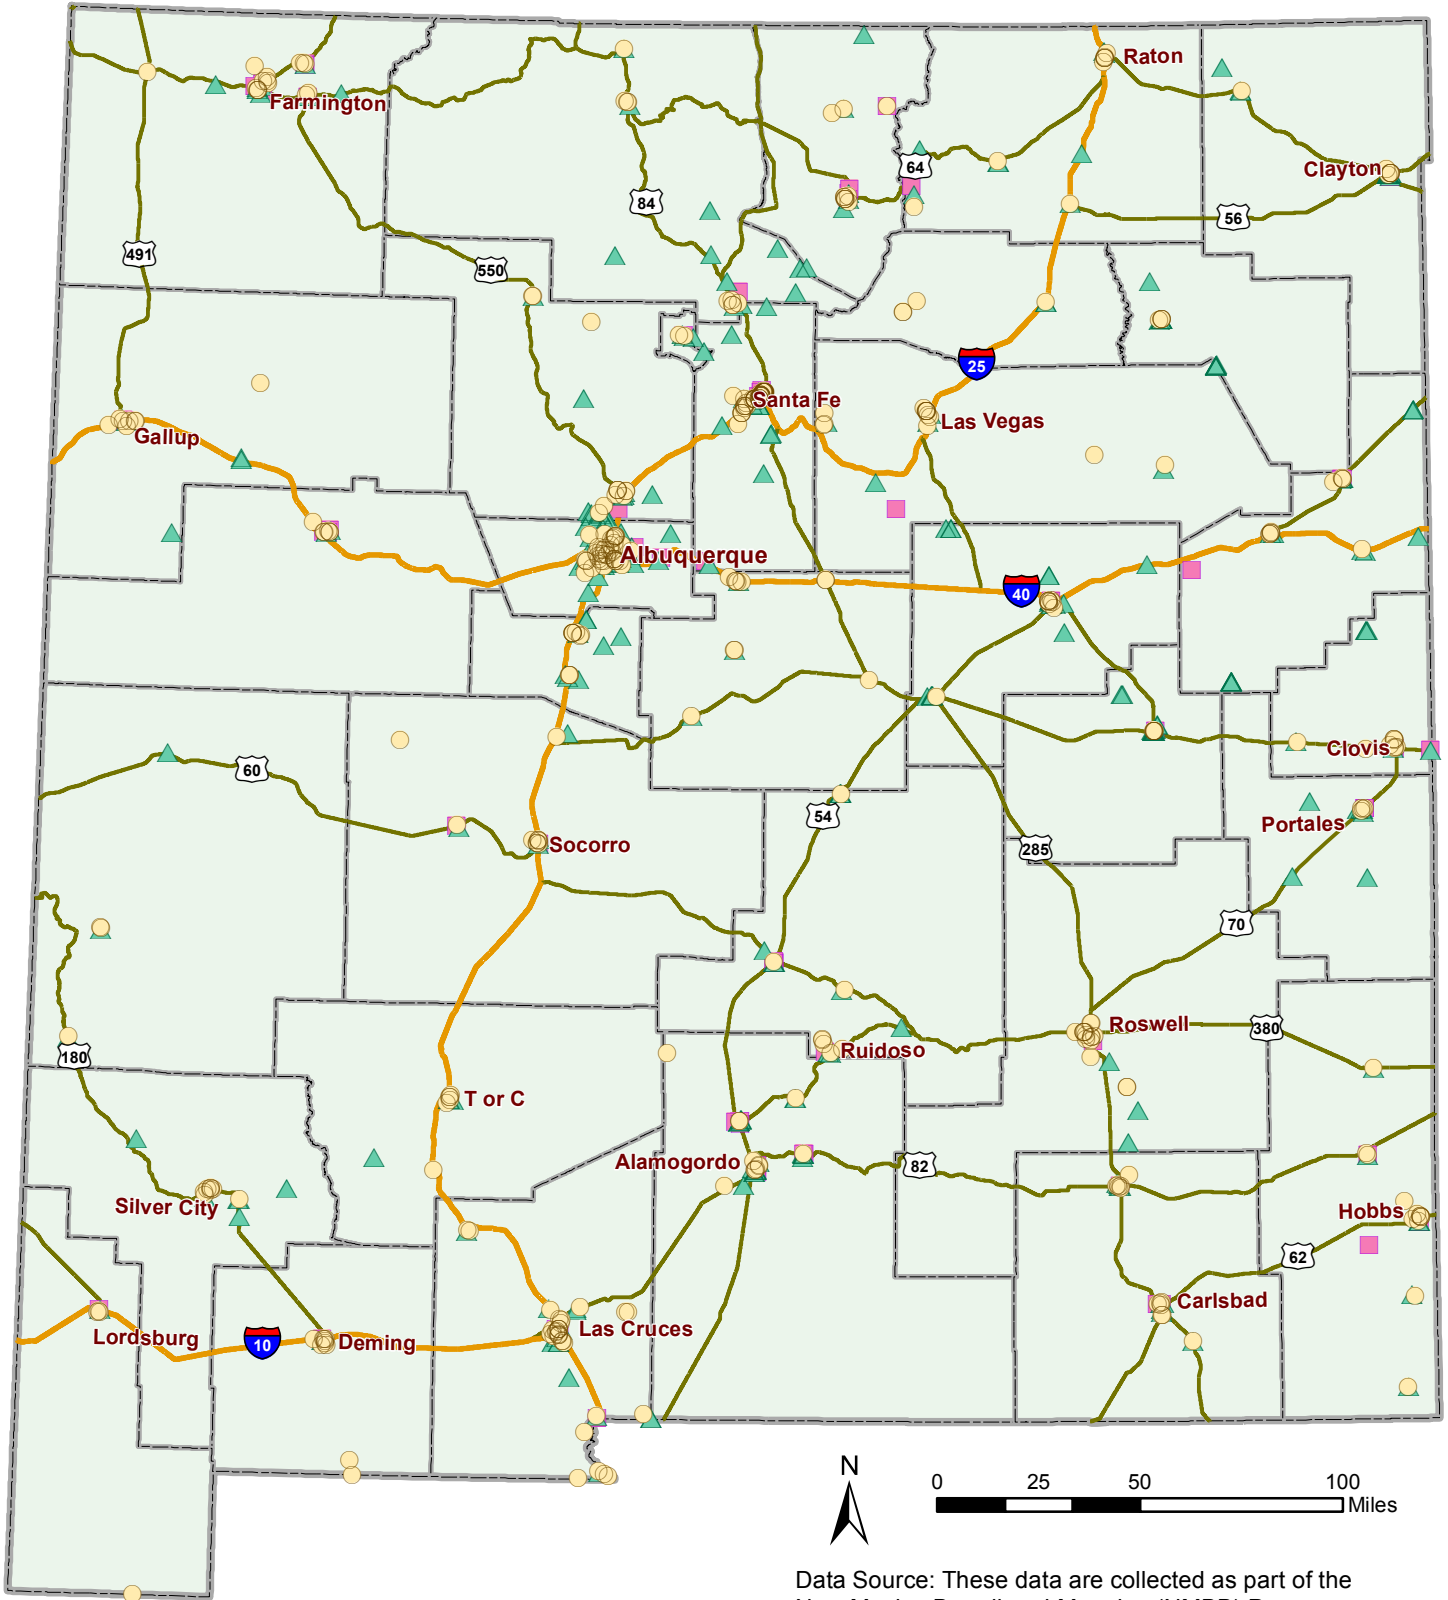 Raton
Farmington
64
Clayton
84
56
491
550
25
Santa Fe
Las Vegas
Gallup
Albuquerque
40
Clovis
60
54
Portales
Socorro
285
70
Roswell
380
Ruidoso
180
T or C
Alamogordo
82
Silver City
Hobbs
62
Carlsbad
Las Cruces
Lordsburg
10
Deming
N
0 25 50 100
Miles
Data Source: These data are collected as part of the